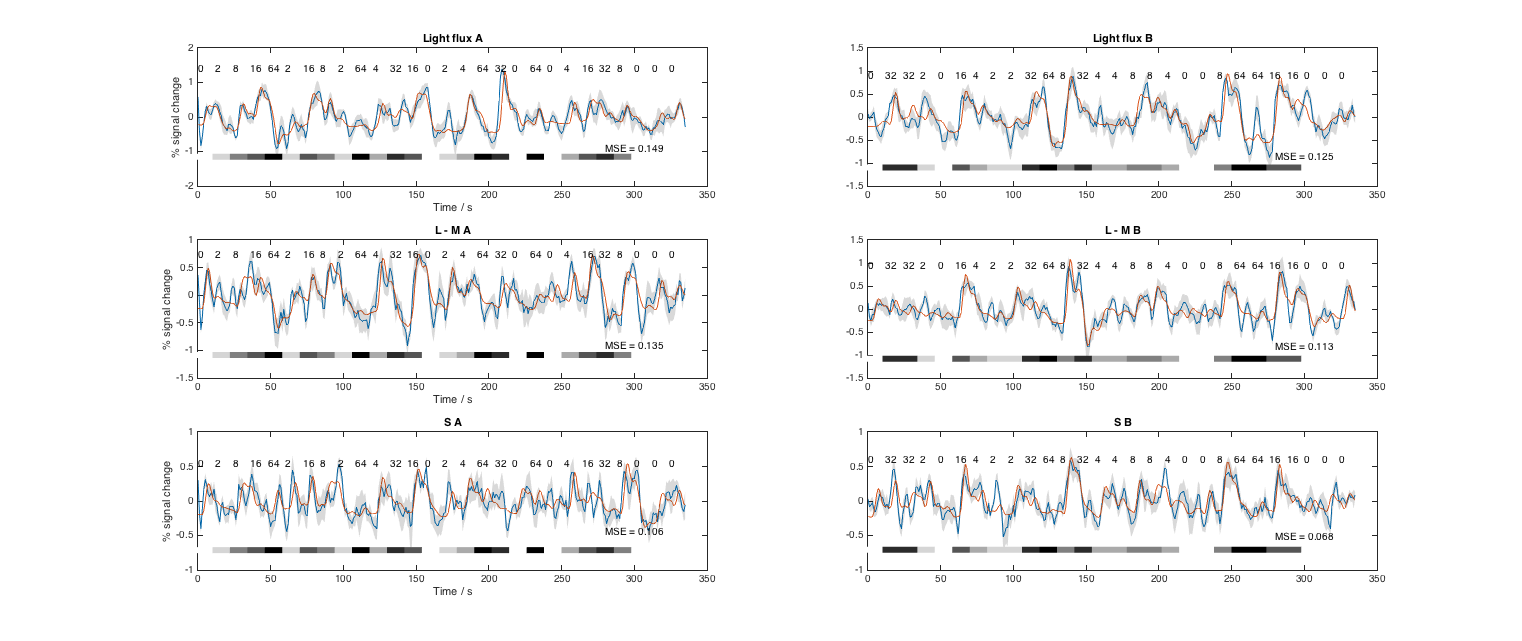 Light flux A
% signal change
2
1
0
-1
-2
0 2 8 16 64 2 16 8 2 64 4 32 16 0 2 4 64 32 0 64 0 4 16 32 8 0 0 0
MSE = 0.149
0 50 100 150 200 250 300 350
Time / s
Light flux B
1.5
1
0.5
0
-0.5
-1
-1.5
0 32 32 2 0 16 4 2 2 32 64 8 32 4 4 8 8 4 0 0 8 64 64 16 16 0 0 0
MSE = 0.125
0 50 100 150 200 250 300 350
L - M A
% signal change
1
0.5
0
-0.5
-1
-1.5
0 2 8 16 64 2 16 8 2 64 4 32 16 0 2 4 64 32 0 64 0 4 16 32 8 0 0 0
MSE = 0.135
0 50 100 150 200 250 300 350
Time / s
L - M B
1.5
1
0.5
0
-0.5
-1
-1.5
0 32 32 2 0 16 4 2 2 32 64 8 32 4 4 8 8 4 0 0 8 64 64 16 16 0 0 0
MSE = 0.113
0 50 100 150 200 250 300 350
S A
% signal change
1
0.5
0
-0.5
-1
0 2 8 16 64 2 16 8 2 64 4 32 16 0 2 4 64 32 0 64 0 4 16 32 8 0 0 0
MSE = 0.106
0 50 100 150 200 250 300 350
Time / s
S B
1
0.5
0
-0.5
-1
0 32 32 2 0 16 4 2 2 32 64 8 32 4 4 8 8 4 0 0 8 64 64 16 16 0 0 0
MSE = 0.068
0 50 100 150 200 250 300 350